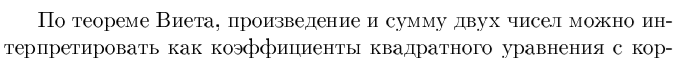 По теореме Виета, произведение и сумму двух чисел можно ин-
терпретировать как коэффициенты квадратного уравнения с кор-